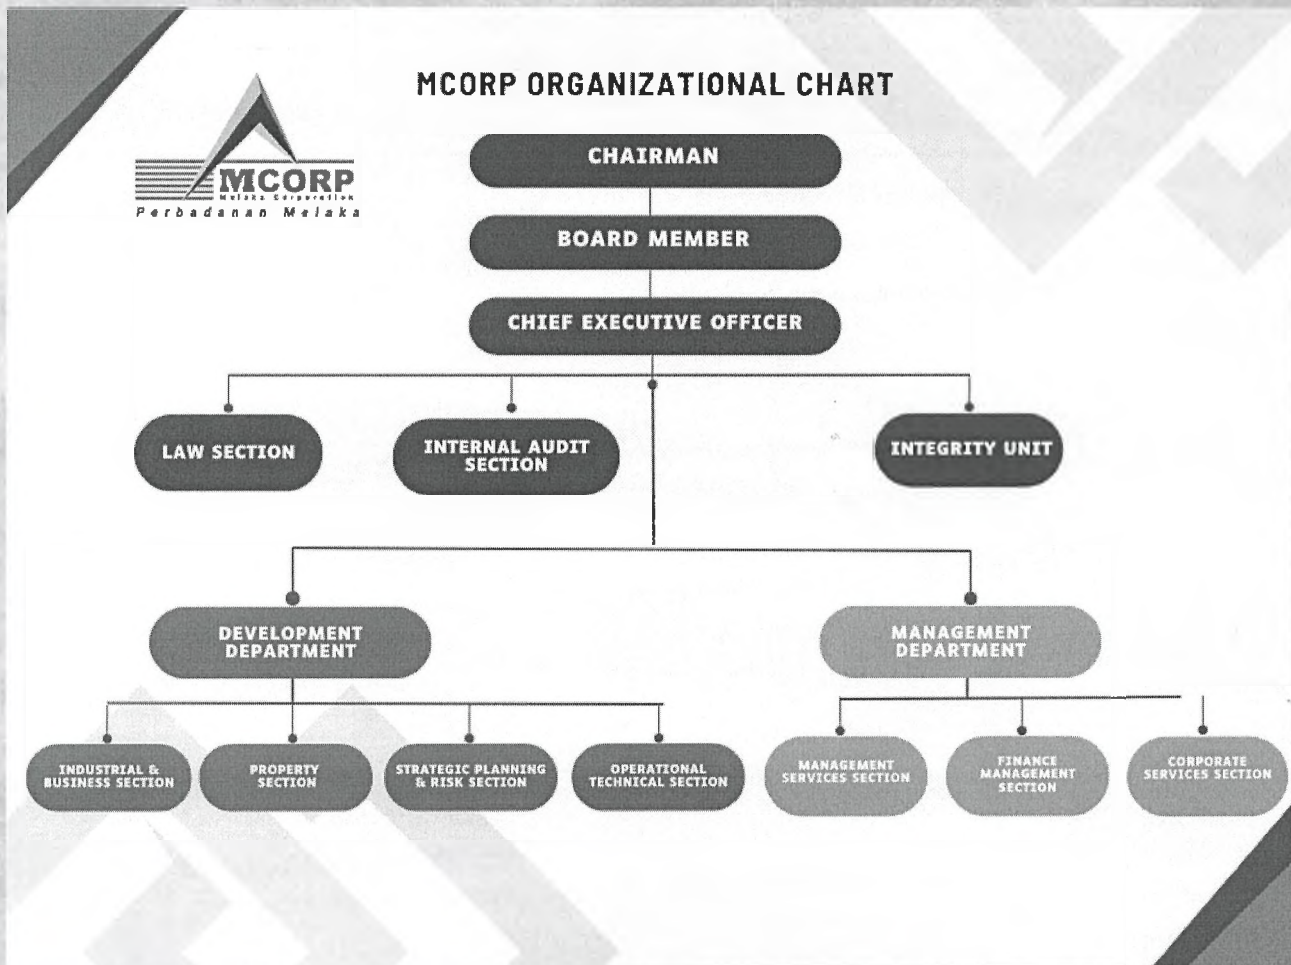 MCORP ORGANIZATIONAL CHART
MCORP
Melaka Corporation
Perbadanan Melaka
CHAIRMAN
BOARD MEMBER
CHIEF EXECUTIVE OFFICER
LAW SECTION
INTERNAL AUDIT
SECTION
INTEGRITY UNIT
DEVELOPMENT
DEPARTMENT
MANAGEMENT
DEPARTMENT
INDUSTRIAL &
BUSINESS SECTION
PROPERTY
SECTION
STRATEGIC PLANNING
& RISK SECTION
OPERATIONAL
TECHNICAL SECTION
MANAGEMENT
SERVICES SECTION
FINANCE
MANAGEMENT
SECTION
CORPORATE
SERVICES SECTION